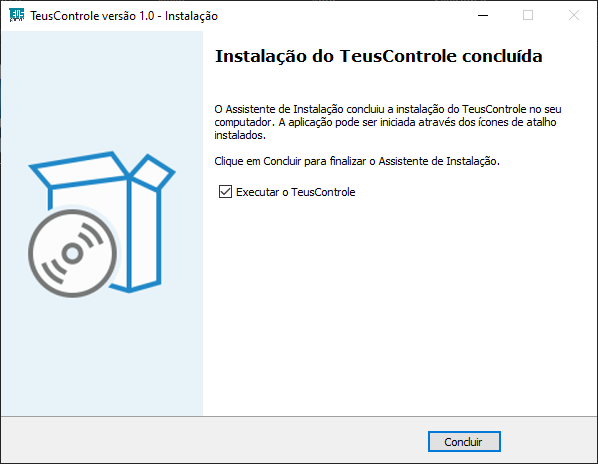 TeusControle versão 1.0 - Instalação
Instalação do TeusControle concluída
O Assistente de Instalação concluiu a instalação do TeusControle no seu
computador. A aplicação pode ser iniciada através dos ícones de atalho
instalados.
Clique em Concluir para finalizar o Assistente de Instalação.
Executar o TeusControle
Concluir